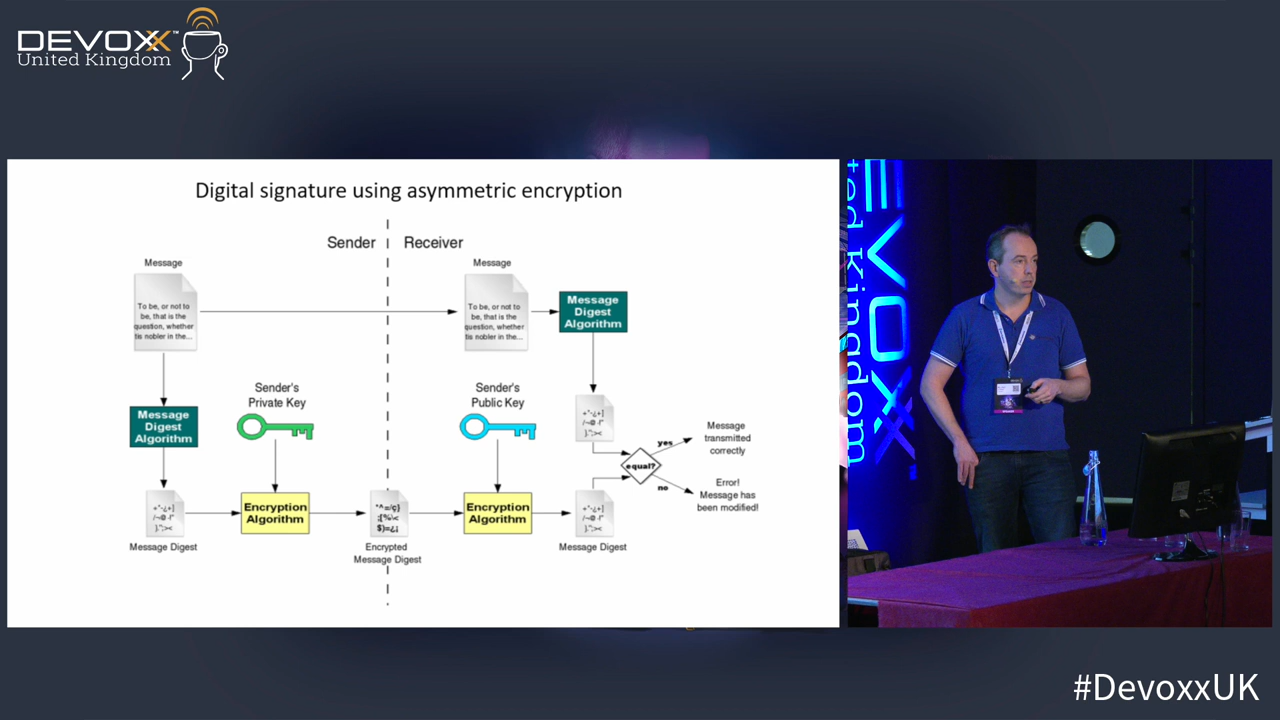 DEVOXX™
United Kingdom
Digital signature using asymmetric encryption
Sender
Receiver
Message
To be, or not to
be, that is the
question, whether
tis nobler in the...
Message
To be, or not to
be, that is the
question, whether
tis nobler in the...
Message
Digest
Algorithm
Sender's
Private Key
Sender's
Public Key
Message
Digest
Algorithm
Message
transmitted
correctly
yes
equal?
no
Error!
Message has
been modified!
Encryption
Algorithm
Encryption
Algorithm
Message Digest
Encrypted
Message Digest
Message Digest
EVOXX
ted Kingdom
#DevoxxUK